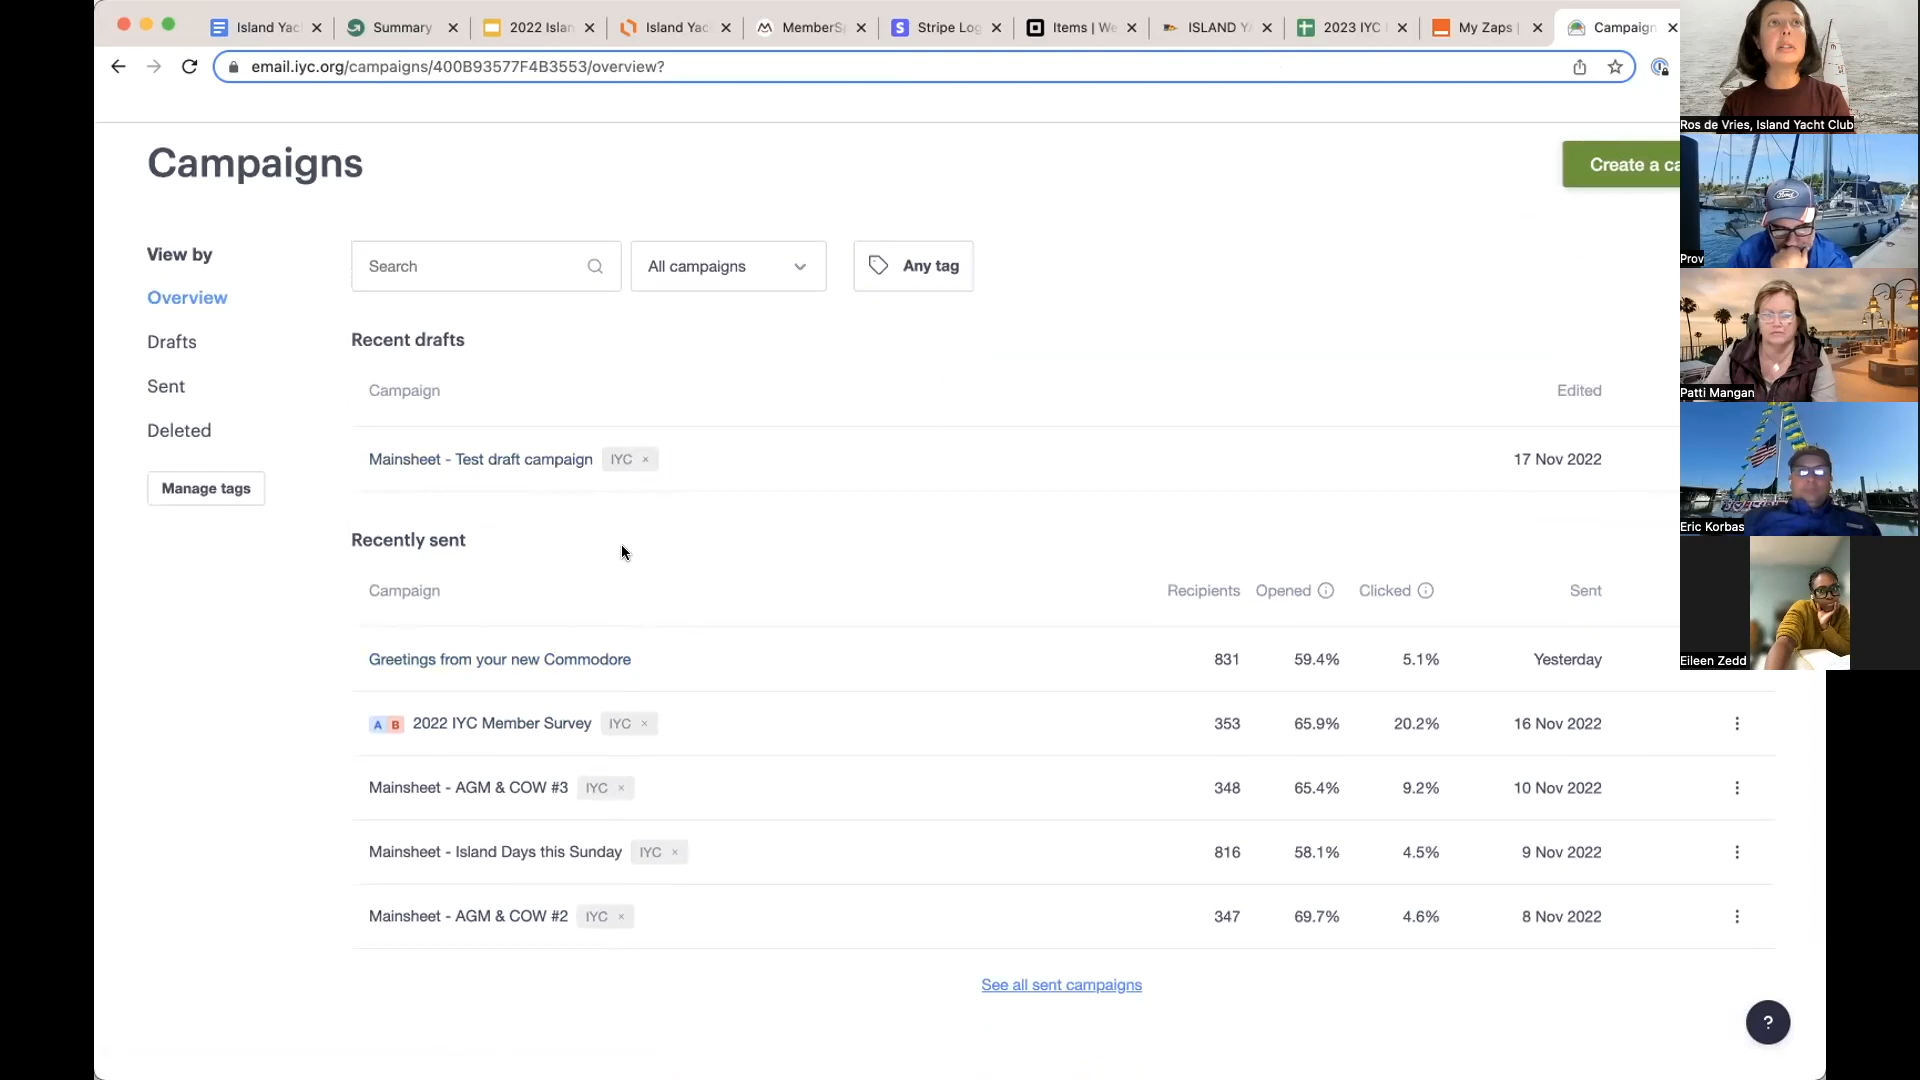 Island Yac
Summary
2022 Islan
Island Yac
MemberS
Stripe Log
Items | We
ISLAND Y
2023 IYC
My Zaps |
Campaign
email.iyc.org/campaigns/400B93577F4B3553/overview?
Campaigns
Create a ca
View by
Overview
Drafts
Sent
Deleted
Manage tags
Search
All campaigns
Any tag
Recent drafts
Campaign Edited
Mainsheet - Test draft campaign IYC × 17 Nov 2022
Recently sent
Campaign Recipients Opened Clicked Sent
Greetings from your new Commodore 831 59.4% 5.1% Yesterday
A B 2022 IYC Member Survey IYC × 353 65.9% 20.2% 16 Nov 2022
Mainsheet - AGM & COW #3 IYC × 348 65.4% 9.2% 10 Nov 2022
Mainsheet - Island Days this Sunday IYC × 816 58.1% 4.5% 9 Nov 2022
Mainsheet - AGM & COW #2 IYC × 347 69.7% 4.6% 8 Nov 2022
See all sent campaigns
?
Ros de Vries, Island Yacht Club
Ford
Prov
Patti Mangan
Eric Korbas
Eileen Zedd